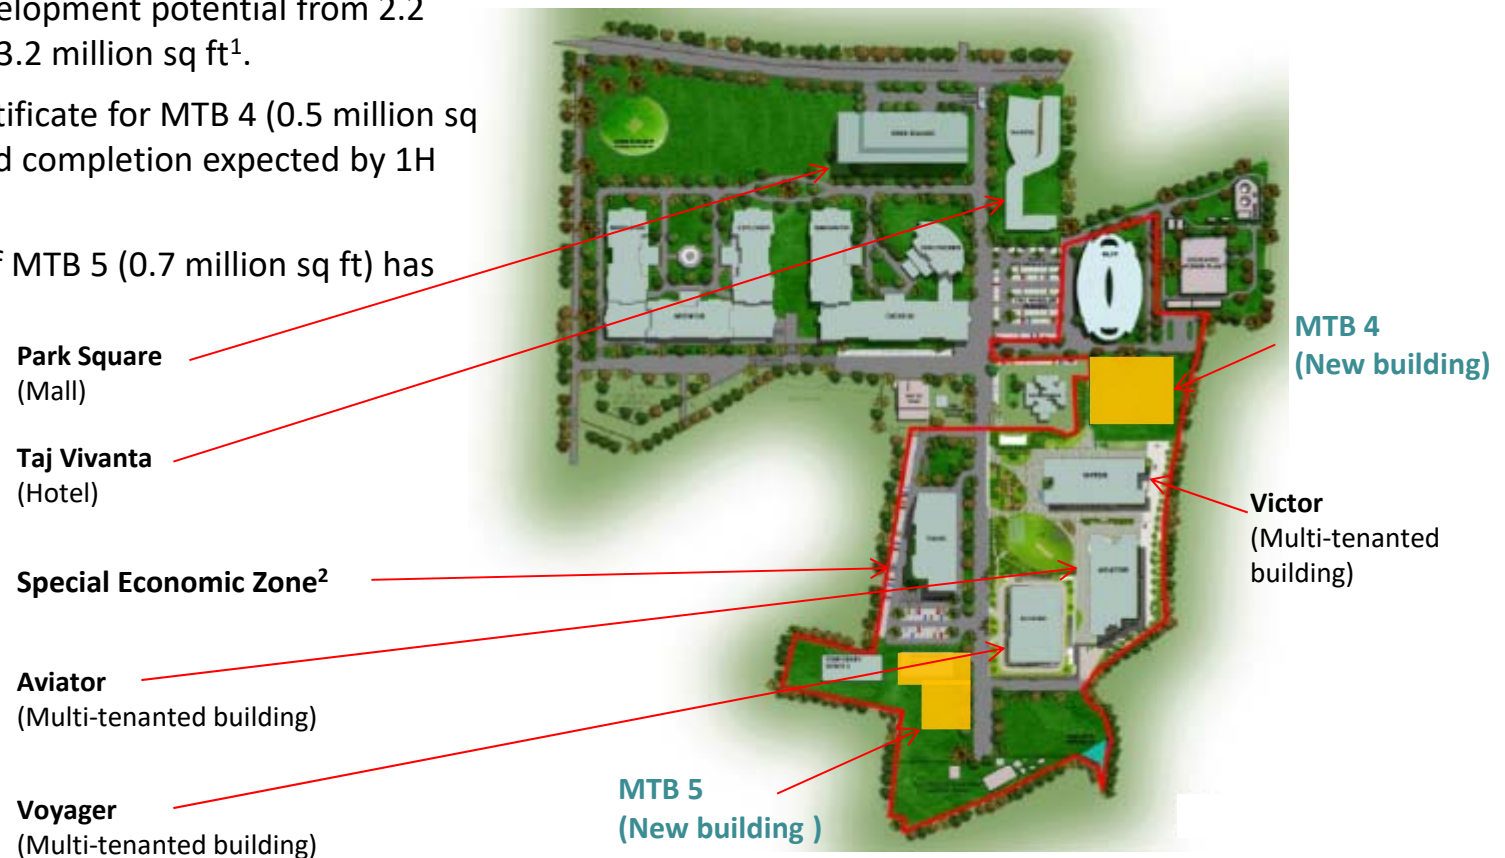 elopment potential from 2.2
3.2 million sq ft1.
tificate for MTB 4 (0.5 million sq
d completion expected by 1H
f MTB 5 (0.7 million sq ft) has
Park Square
(Mall)
Taj Vivanta
(Hotel)
Special Economic Zone2
Aviator
(Multi-tenanted building)
Voyager
(Multi-tenanted building)
MTB 4
(New building)
Victor
(Multi-tenanted
building)
MTB 5
(New building )